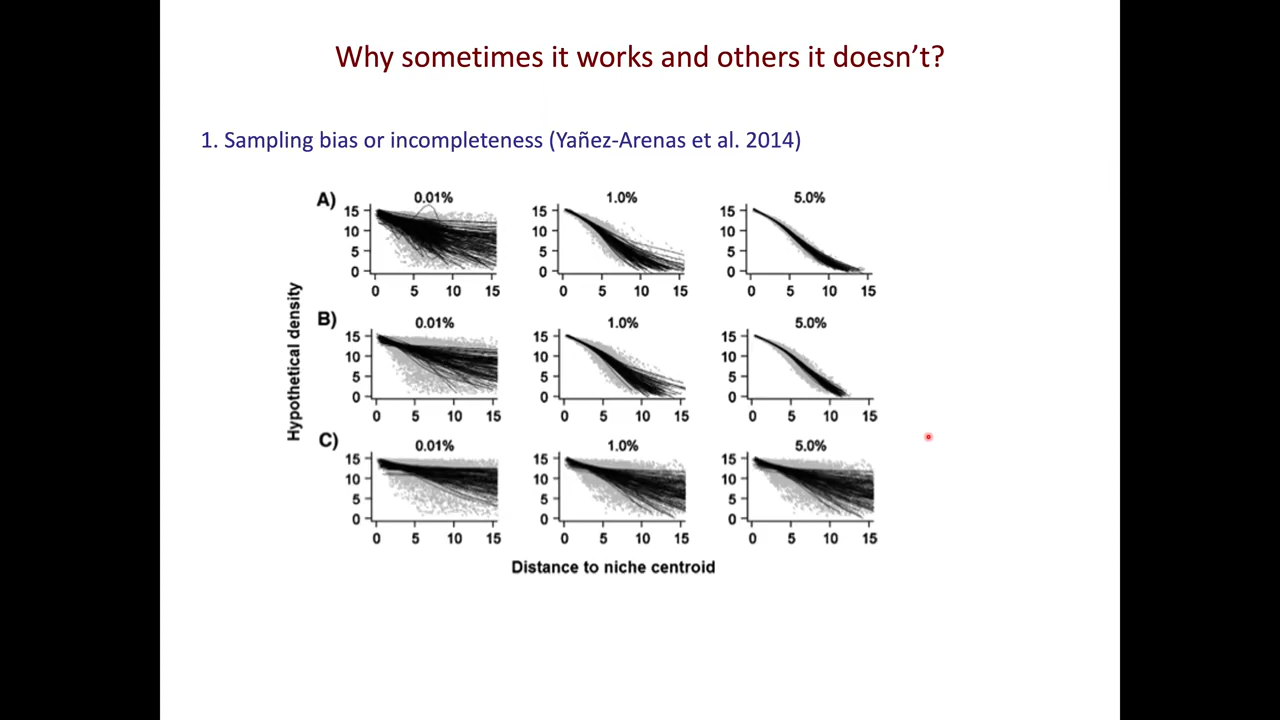 Why sometimes it works and others it doesn’t?
1. Sampling bias or incompleteness (Yañez-Arenas et al. 2014)
A)
0.01%
1.0%
5.0%
15
10
5
0
0 5 10 15
15
10
5
0
0 5 10 15
15
10
5
0
0 5 10 15
B)
0.01%
1.0%
5.0%
15
10
5
0
0 5 10 15
15
10
5
0
0 5 10 15
15
10
5
0
0 5 10 15
C)
0.01%
1.0%
5.0%
15
10
5
0
0 5 10 15
15
10
5
0
0 5 10 15
15
10
5
0
0 5 10 15
Hypothetical density
Distance to niche centroid